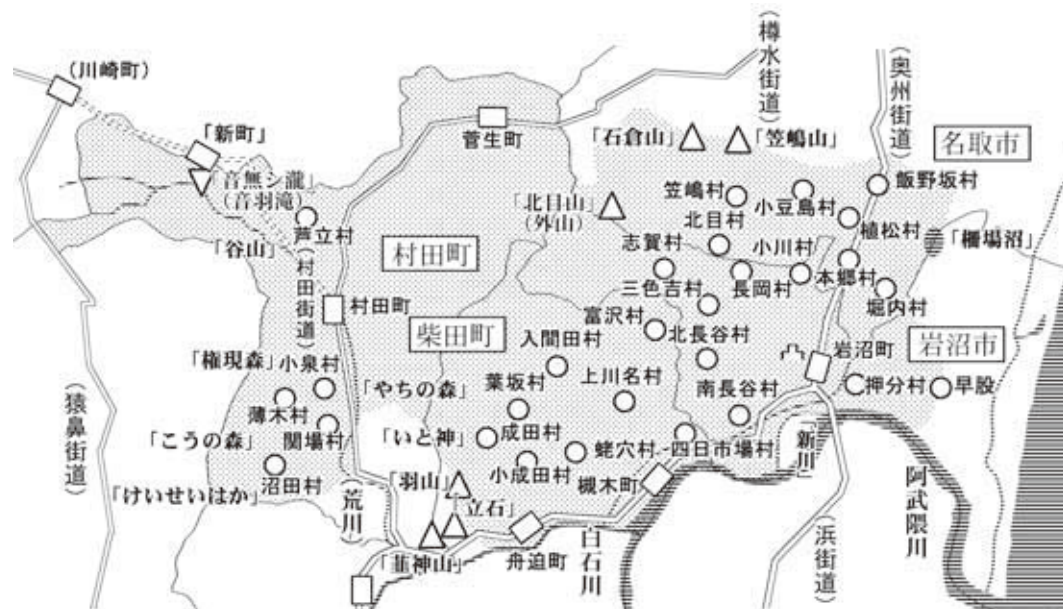 (川崎町)
「新町」
「音無シ瀧」
(音羽滝)
芦立村
「谷山」
(村田街道)
村田町
菅生町
樽水街道)
(奥州街道)
「石倉山」
「笠嶋山」
名取市
飯野坂村
笠嶋村
小豆島村
北目村
植松村
「北目山」
(外山)
志賀村
小川村
「柵場沼」
村田町
三色吉村
長岡村
本郷村
堀内村
富沢村
北長谷村
柴田町
入間田村
岩沼町
岩沼市
「権現森」
小泉村
「やちの森」
葉坂村
上川名村
南長谷村
押分村
早股
薄木村
「こうの森」
関場村
「いと神」
成田村
蛯穴村
四日市場村
「新川」
沼田村
小成田村
槻木町
「けいせいはか」
「羽山」
「立石」
(荒川)
「韮神山」
舟迫町
白石川
(浜街道)
阿武隈川
(猿鼻街道)